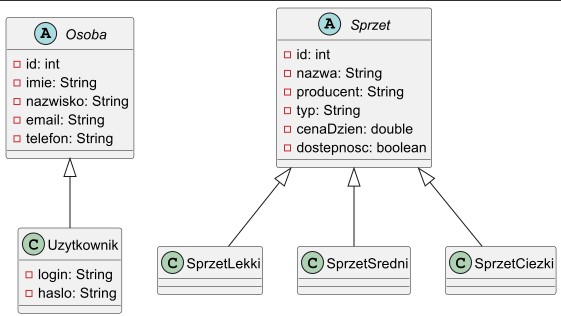 A Osoba
id: int
imie: String
nazwisko: String
email: String
telefon: String
A Sprzet
id: int
nazwa: String
producent: String
typ: String
cenaDzien: double
dostepnosc: boolean
C Uzytkownik
login: String
haslo: String
C SprzetLekki
C SprzetSredni
C SprzetCiezki